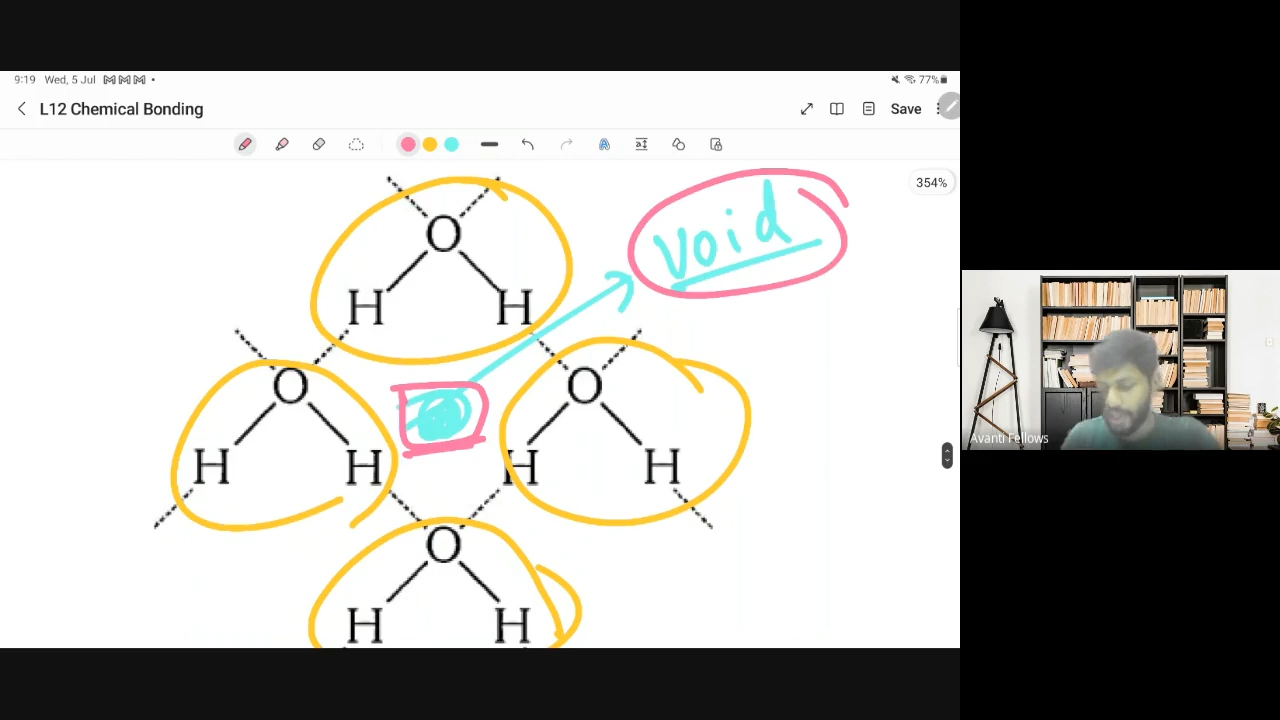 9:19 Wed, 5 Jul
77%
L12 Chemical Bonding
Save
354%
void
O
H H
O O
H H H H
O
H H
Avanti Fellows